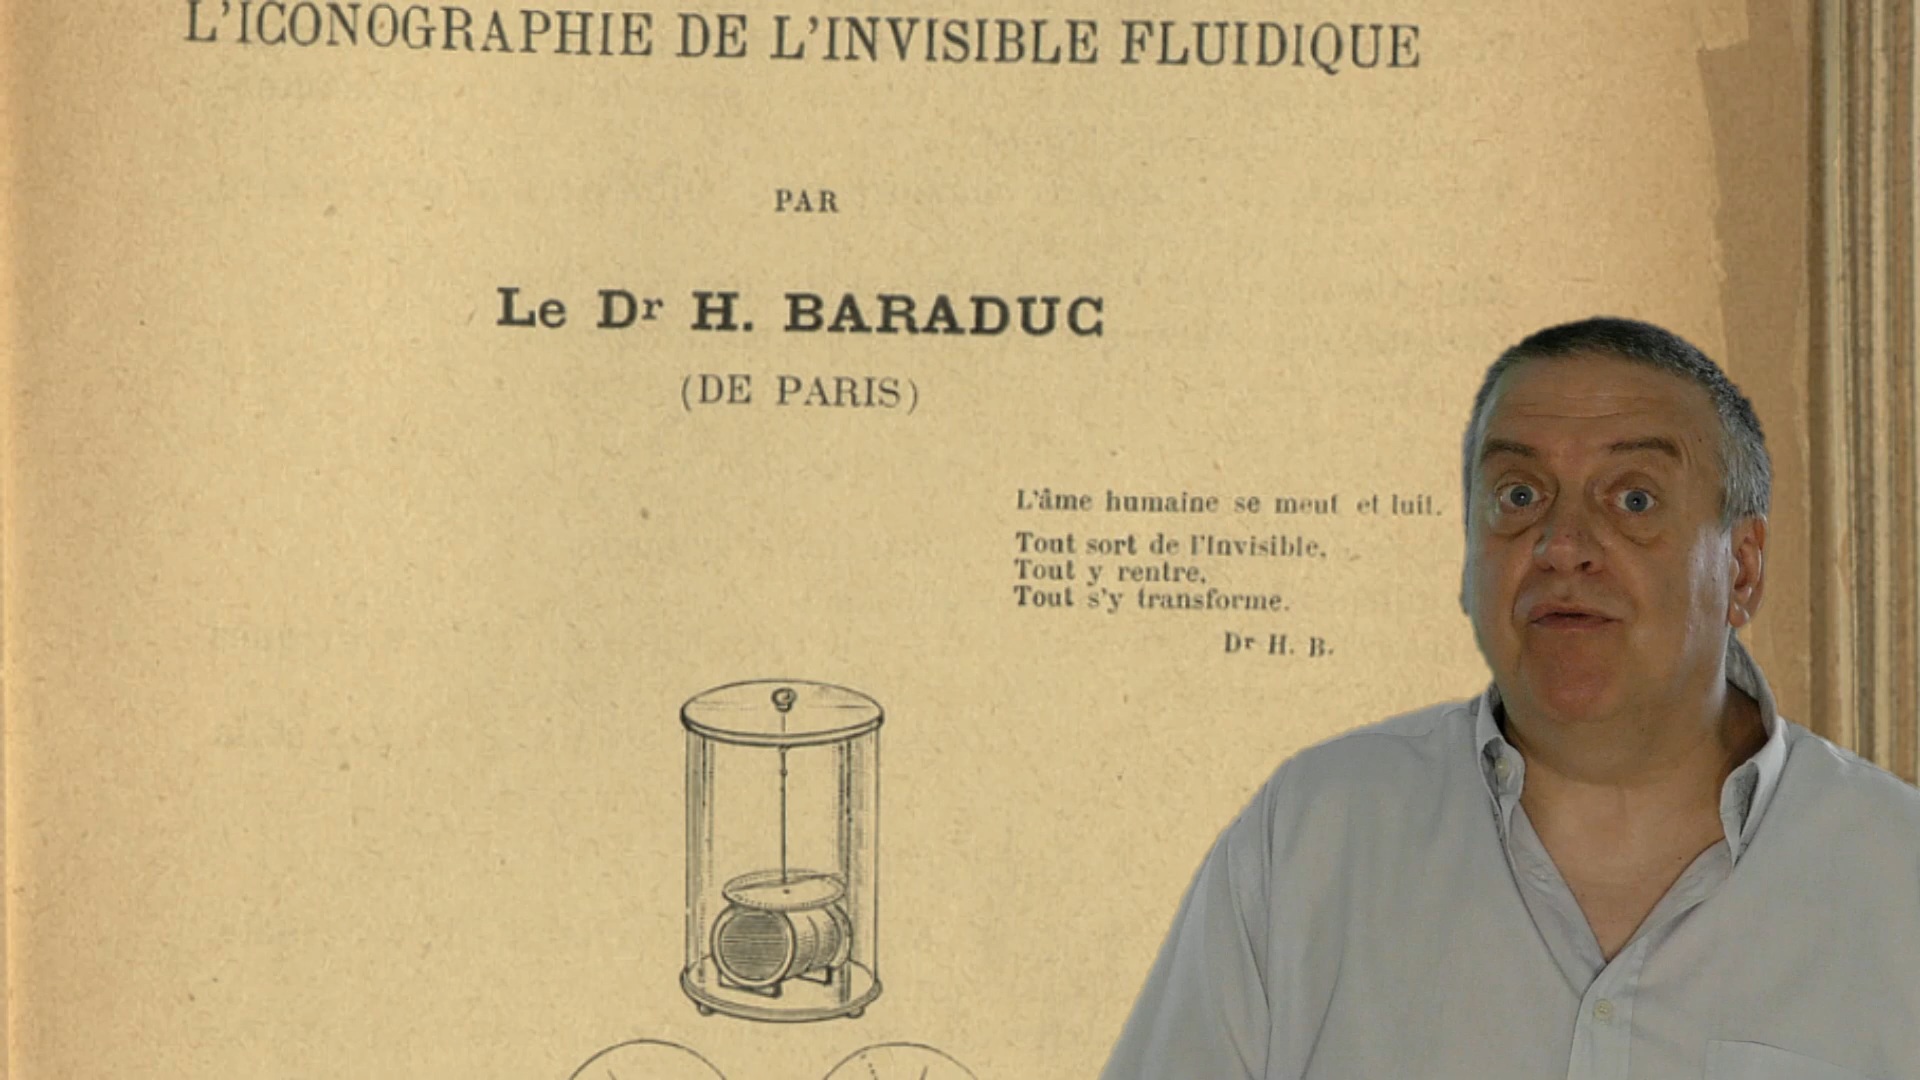 L'ICONOGRAPHIE DE L'INVISIBLE FLUIDIQUE
PAR
Le Dr H. BARADUC
(DE PARIS)
L'âme humaine se meut et luit.
Tout sort de l'Invisible,
Tout y rentre,
Tout s'y transforme.
Dr H. B.